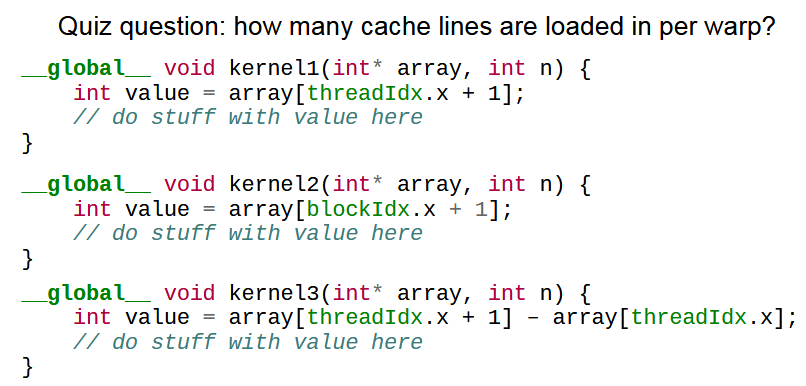 Quiz question: how many cache lines are loaded in per warp?
__global__ void kernel1(int* array, int n) {
    int value = array[threadIdx.x + 1];
    // do stuff with value here
}
__global__ void kernel2(int* array, int n) {
    int value = array[blockIdx.x + 1];
    // do stuff with value here
}
__global__ void kernel3(int* array, int n) {
    int value = array[threadIdx.x + 1] – array[threadIdx.x];
    // do stuff with value here
}